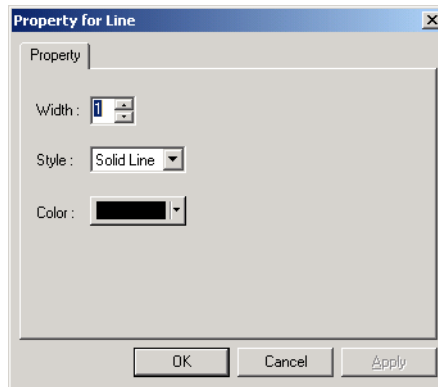 Property for Line
Property
Width : 1
Style : Solid Line
Color :
OK Cancel Apply